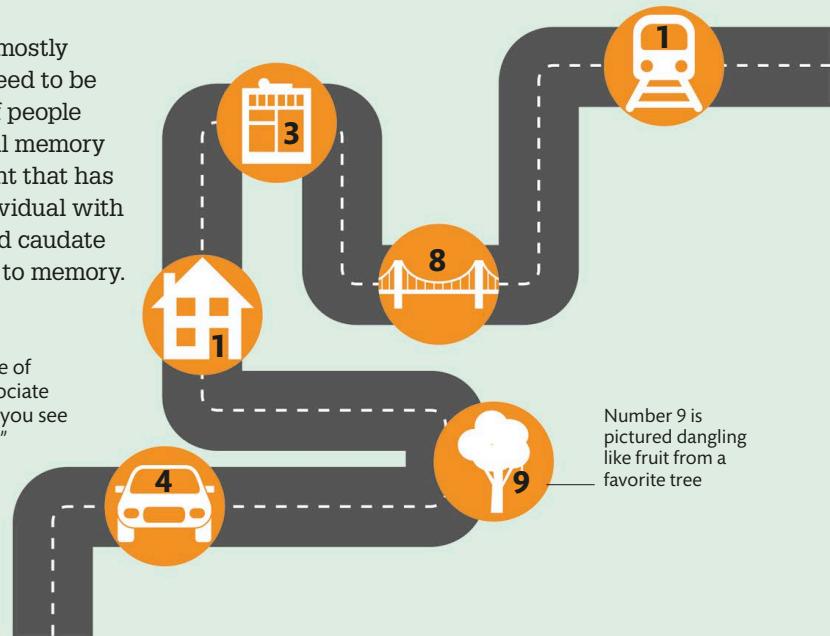 mostly
eed to be
f people
l memory
nt that has
vidual with
d caudate
to memory.
1
3
8
1
e of
ociate
you see
"
4
9
Number 9 is
pictured dangling
like fruit from a
favorite tree